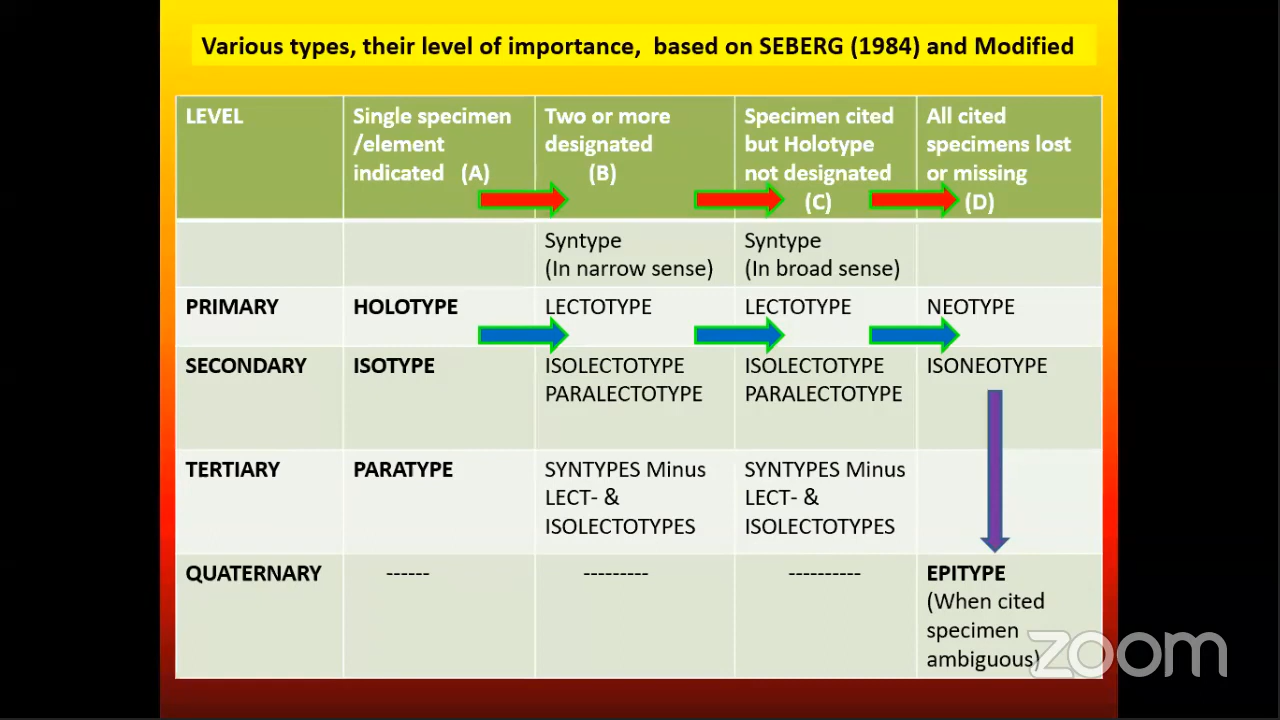 Various types, their level of importance, based on SEBERG (1984) and Modified
LEVEL
Single specimen
/element
indicated (A)
Two or more
designated
(B)
Specimen cited
but Holotype
not designated
(C)
All cited
specimens lost
or missing
(D)
Syntype
(In narrow sense)
Syntype
(In broad sense)
PRIMARY
HOLOTYPE
LECTOTYPE
LECTOTYPE
NEOTYPE
SECONDARY
ISOTYPE
ISOLECTOTYPE
PARALECTOTYPE
ISOLECTOTYPE
PARALECTOTYPE
ISONEOTYPE
TERTIARY
PARATYPE
SYNTYPES Minus
LECT- &
ISOLECTOTYPES
SYNTYPES Minus
LECT- &
ISOLECTOTYPES
QUATERNARY
------
---------
----------
EPITYPE
(When cited
specimen
ambiguous)
zoom